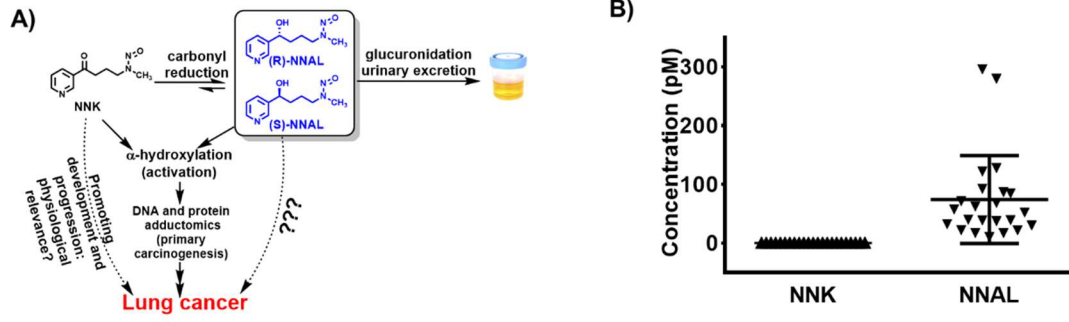 A)
carbonyl
reduction
OH
N
O
N
CH₃
N
(R)-NNAL
OH
N
O
N
CH₃
N
(S)-NNAL
glucuronidation
urinary excretion
O
N
O
N
CH₃
N
NNK
α-hydroxylation
(activation)
Promoting
development and
progression:
physiological
relevance?
DNA and protein
adductomics
(primary
carcinogenesis)
???
Lung cancer
B)
Concentration (pM)
300
200
100
0
NNK
NNAL